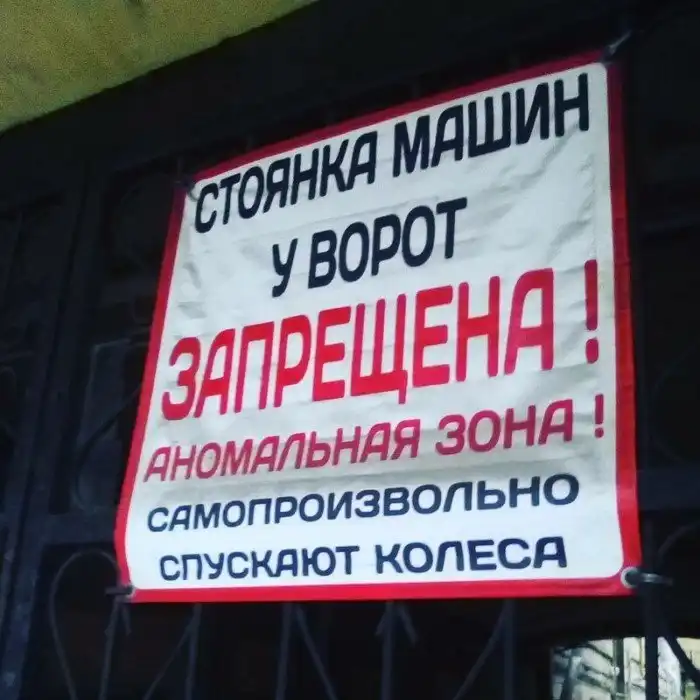 СТОЯНКА МАШИН
У ВОРОТ
ЗАПРЕЩЕНА!
АНОМАЛЬНАЯ ЗОНА!
САМОПРОИЗВОЛЬНО
СПУСКАЮТ КОЛЕСА